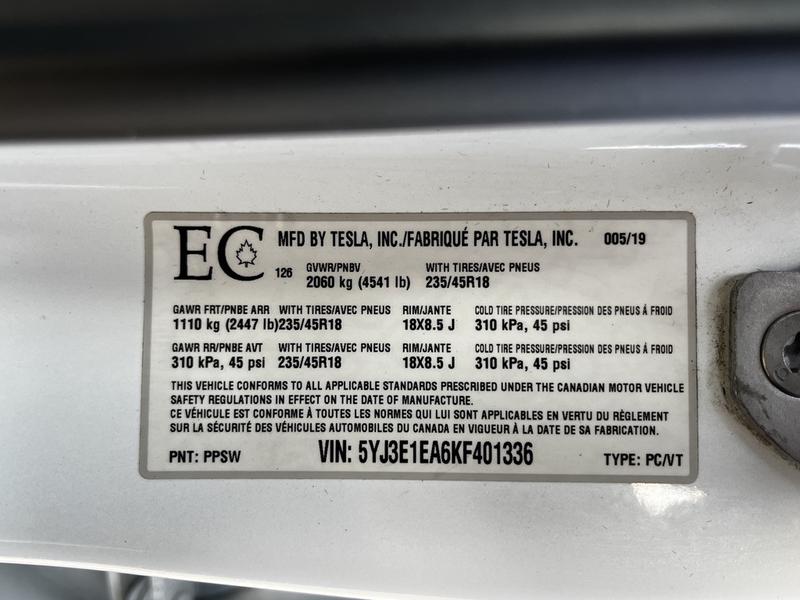 EC MFD BY TESLA, INC./FABRIQUÉ PAR TESLA, INC. 005/19
126 GVWR/PNBV WITH TIRES/AVEC PNEUS
2060 kg (4541 lb) 235/45R18
GAWR FRT/PNBE ARR WITH TIRES/AVEC PNEUS RIM/JANTE COLD TIRE PRESSURE/PRESSION DES PNEUS À FROID
1110 kg (2447 lb) 235/45R18 18X8.5 J 310 kPa, 45 psi
GAWR RR/PNBE AVT WITH TIRES/AVEC PNEUS RIM/JANTE COLD TIRE PRESSURE/PRESSION DES PNEUS À FROID
310 kPa, 45 psi 235/45R18 18X8.5 J 310 kPa, 45 psi
THIS VEHICLE CONFORMS TO ALL APPLICABLE STANDARDS PRESCRIBED UNDER THE CANADIAN MOTOR VEHICLE
SAFETY REGULATIONS IN EFFECT ON THE DATE OF MANUFACTURE.
CE VÉHICULE EST CONFORME À TOUTES LES NORMES QUI LUI SONT APPLICABLES EN VERTU DU RÈGLEMENT
SUR LA SÉCURITÉ DES VÉHICULES AUTOMOBILES DU CANADA EN VIGUEUR À LA DATE DE SA FABRICATION.
PNT: PPSW VIN: 5YJ3E1EA6KF401336 TYPE: PC/VT